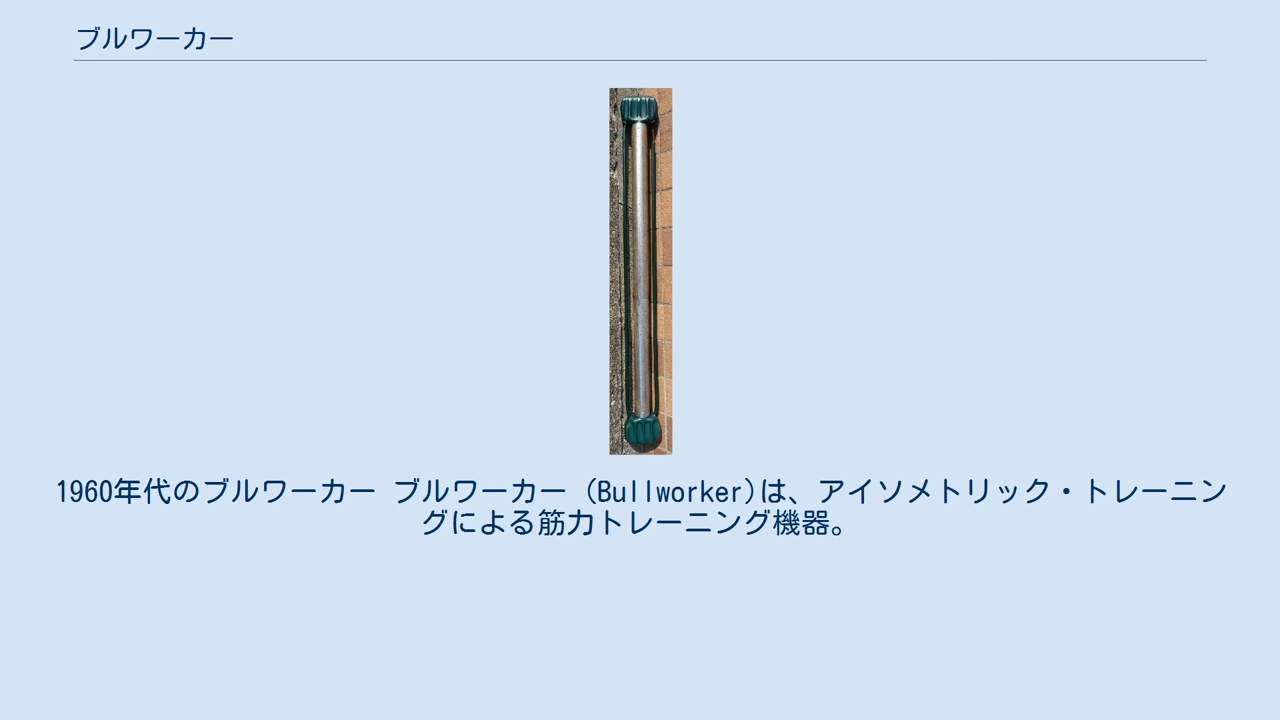 ブルワーカー
1960年代のブルワーカー ブルワーカー (Bullworker)は、アイソメトリック・トレーニン
グによる筋力トレーニング機器。